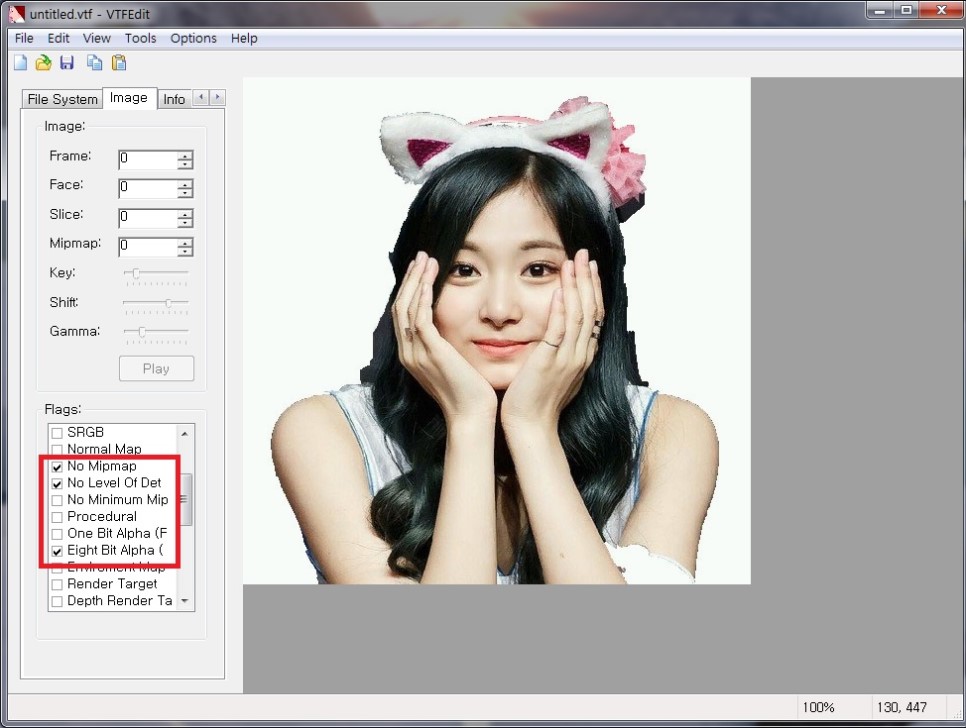 untitled.vtf - VTFEdit
File Edit View Tools Options Help
File System Image Info
Image:
Frame: 0
Face: 0
Slice: 0
Mipmap: 0
Key:
Shift:
Gamma:
Play
Flags:
SRGB
Normal Map
No Mipmap
No Level Of Det
No Minimum Mip
Procedural
One Bit Alpha (F
Eight Bit Alpha (
Enviroment Map
Render Target
Depth Render Ta
100% 130, 447